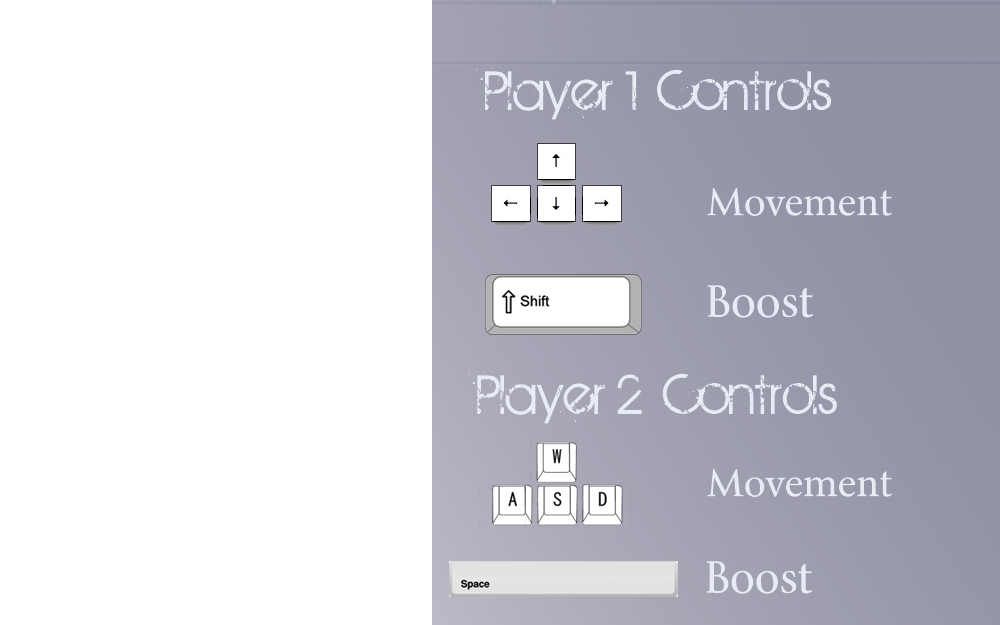 Player 1 Controls
↑
← ↓ →
Movement
⇧ Shift
Boost
Player 2 Controls
W
A S D
Movement
Space
Boost